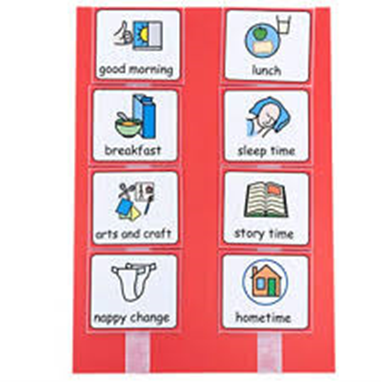 good morning
breakfast
arts and craft
nappy change
lunch
sleep time
story time
hometime